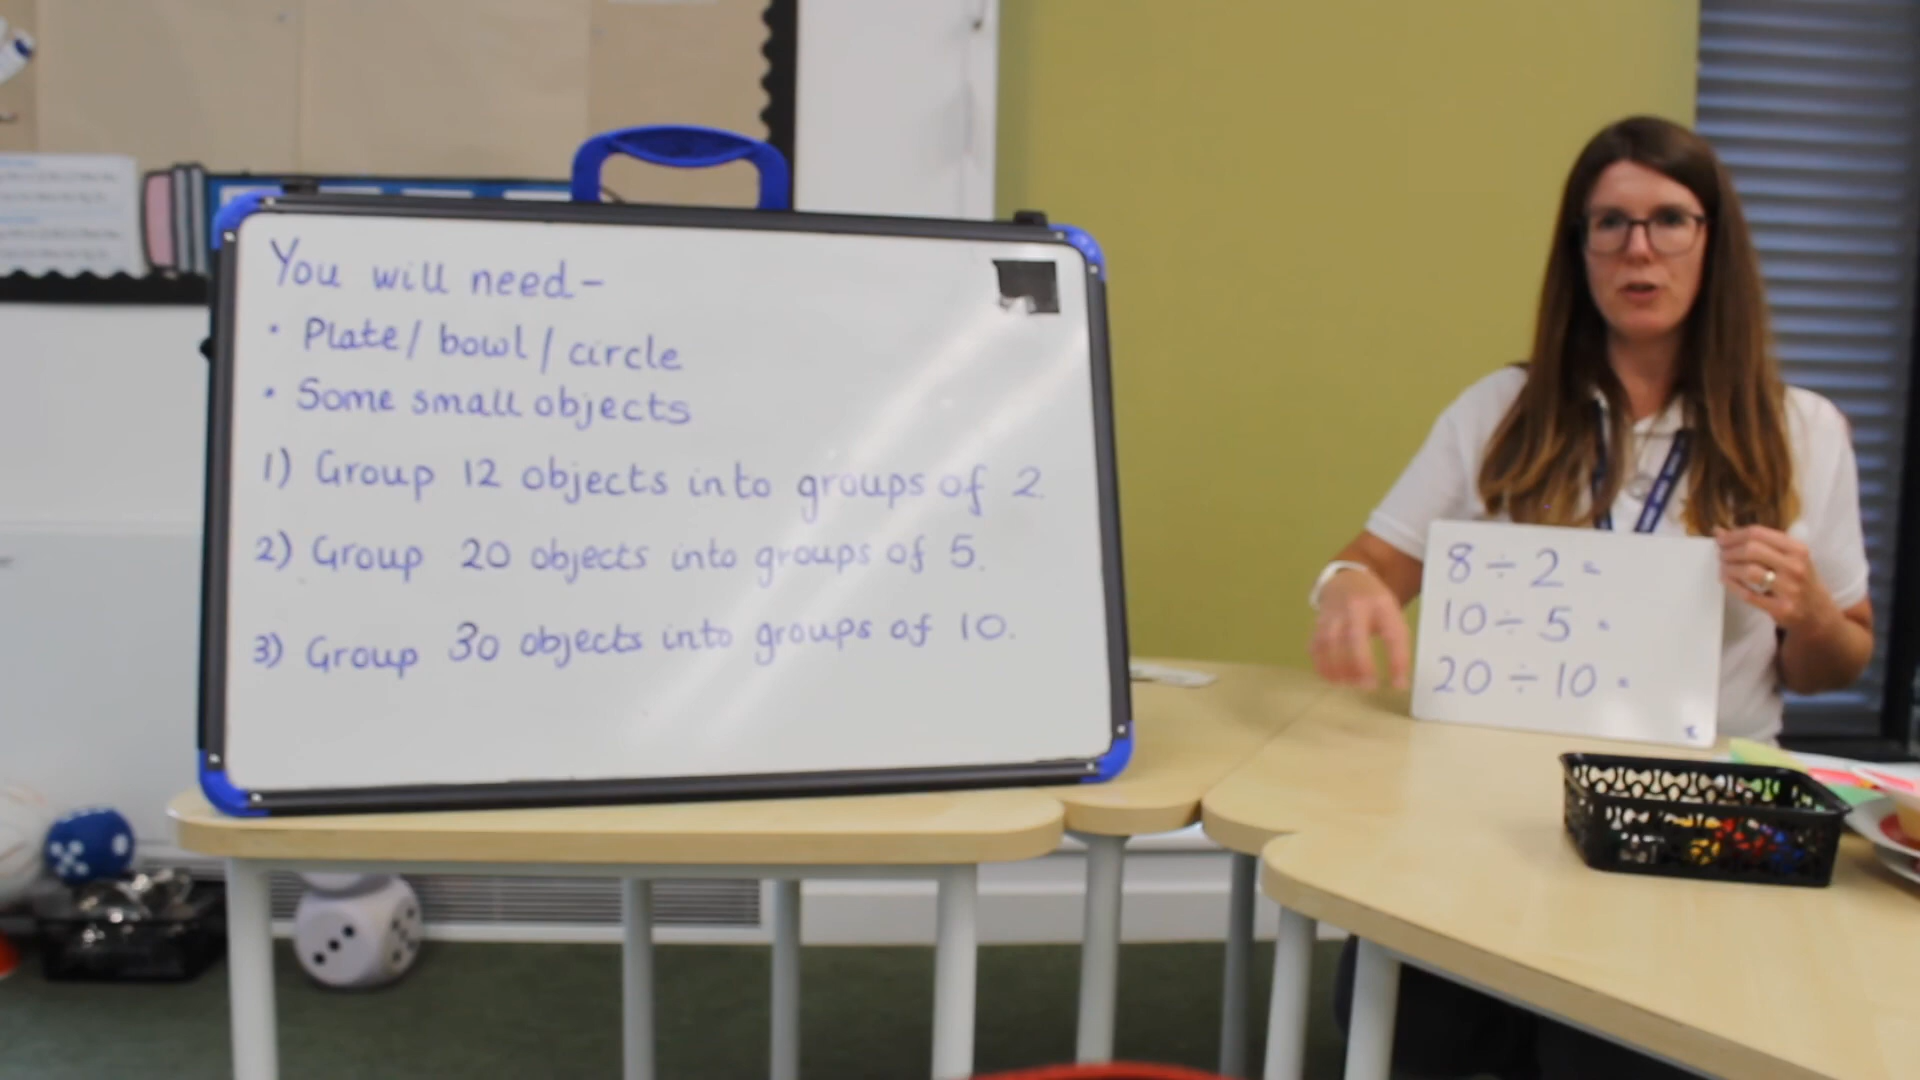 You will need-
• Plate / bowl / circle
• Some small objects
1) Group 12 objects into groups of 2.
2) Group 20 objects into groups of 5.
3) Group 30 objects into groups of 10.
8 ÷ 2 =
10 ÷ 5 =
20 ÷ 10 =